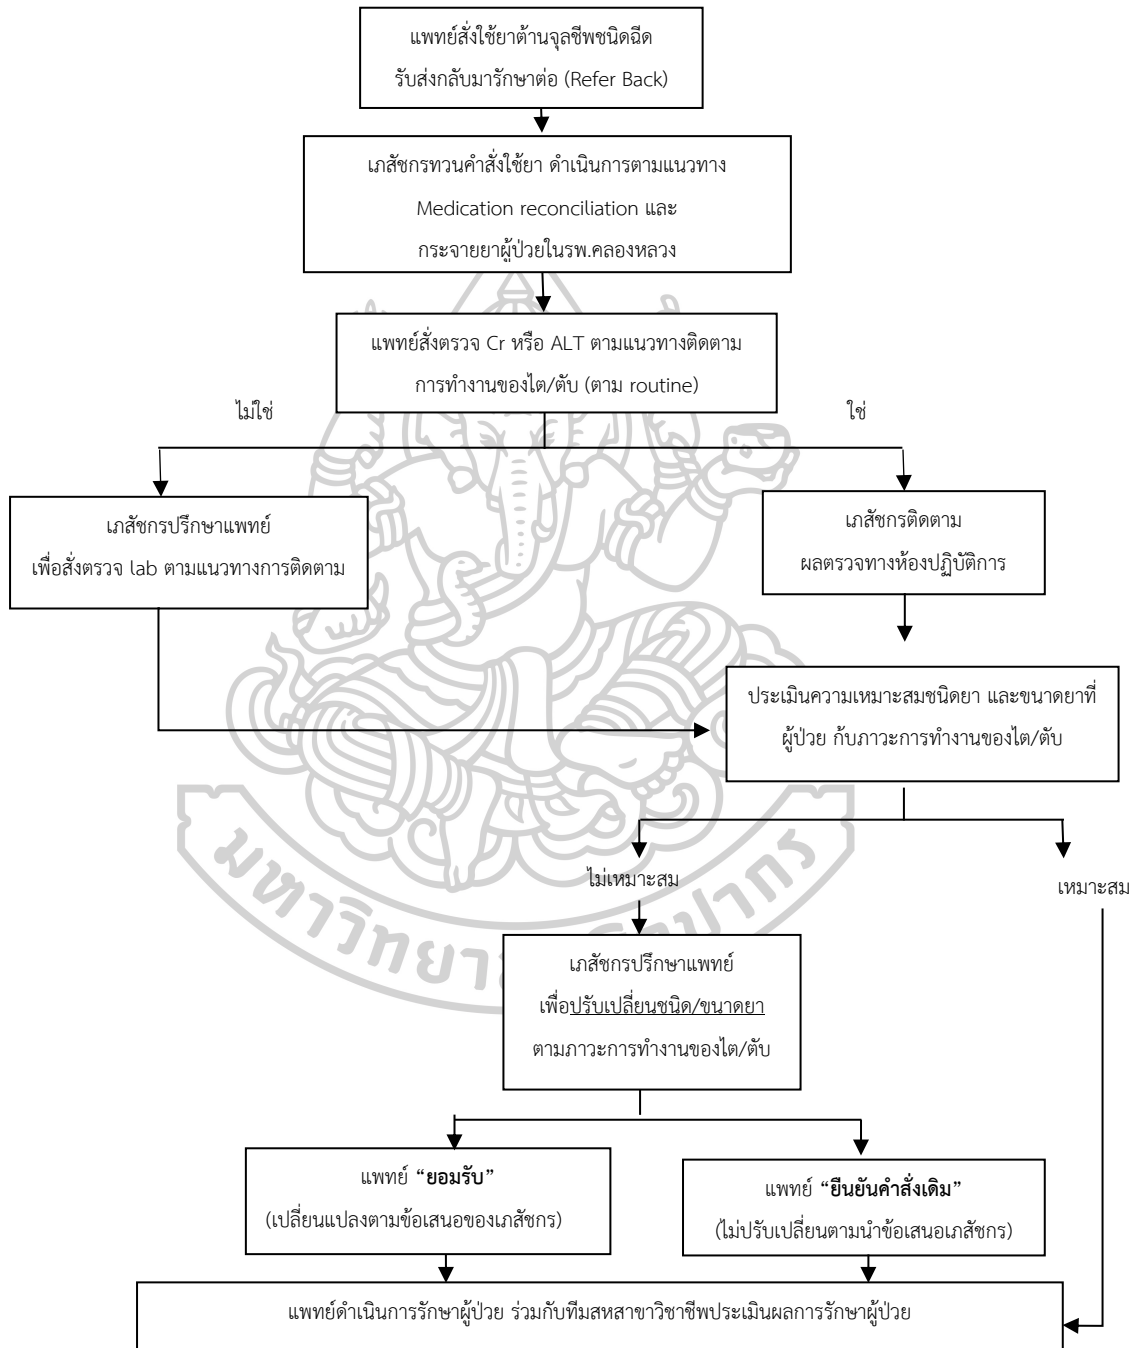 แพทย์สั่งใช้ยาต้านจุลชีพชนิดฉีด
รับส่งกลับมารักษาต่อ (Refer Back)
เภสัชกรทวนคำสั่งใช้ยา ดำเนินการตามแนวทาง
Medication reconciliation และ
กระจายยาผู้ป่วยในรพ.คลองหลวง
แพทย์สั่งตรวจ Cr หรือ ALT ตามแนวทางติดตาม
การทำงานของไต/ตับ (ตาม routine)
ไม่ใช่
ใช่
เภสัชกรปรึกษาแพทย์
เพื่อสั่งตรวจ lab ตามแนวทางการติดตาม
เภสัชกรติดตาม
ผลตรวจทางห้องปฏิบัติการ
ประเมินความเหมาะสมชนิดยา และขนาดยาที่
ผู้ป่วย กับภาวะการทำงานของไต/ตับ
ไม่เหมาะสม
เหมาะสม
เภสัชกรปรึกษาแพทย์
เพื่อปรับเปลี่ยนชนิด/ขนาดยา
ตามภาวะการทำงานของไต/ตับ
แพทย์ “ยอมรับ”
(เปลี่ยนแปลงตามข้อเสนอของเภสัชกร)
แพทย์ “ยืนยันคำสั่งเดิม”
(ไม่ปรับเปลี่ยนตามนำข้อเสนอเภสัชกร)
แพทย์ดำเนินการรักษาผู้ป่วย ร่วมกับทีมสหสาขาวิชาชีพประเมินผลการรักษาผู้ป่วย